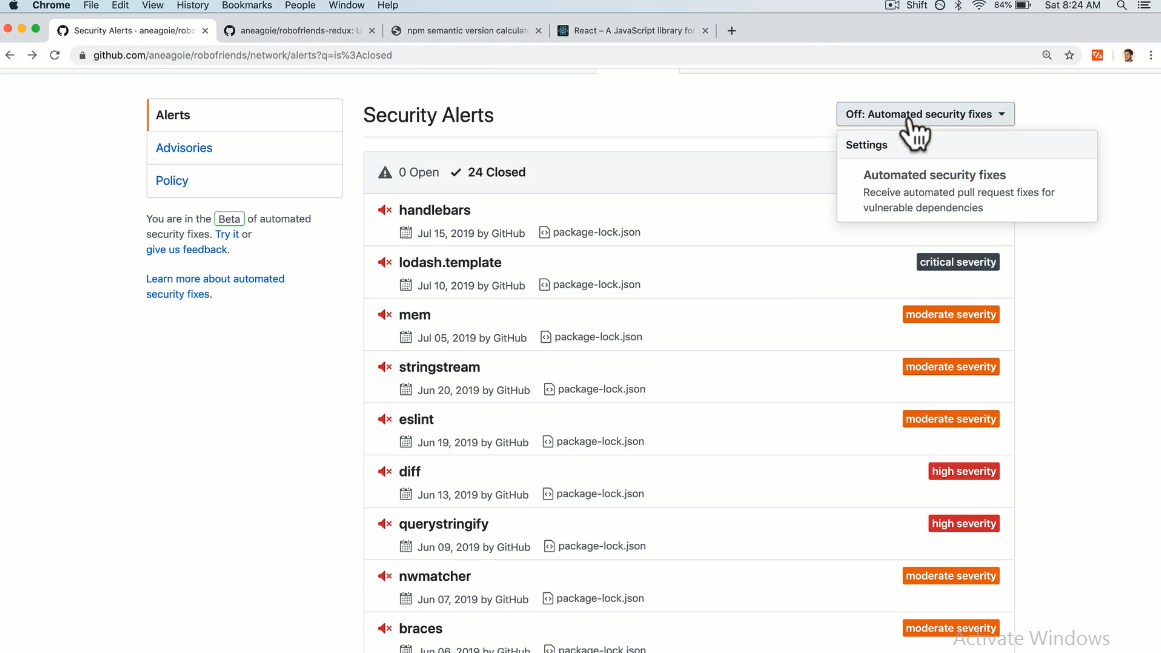 Chrome File Edit View History Bookmarks People Window Help Shift 84% Sat 8:24 AM
Security Alerts · aneagoie/robo aneagoie/robofriends-redux: U npm semantic version calculato React – A JavaScript library for
github.com/aneagoie/robofriends/network/alerts?q=is%3Aclosed
Alerts
Advisories
Policy
You are in the Beta of automated
security fixes. Try it or
give us feedback.
Learn more about automated
security fixes.
Security Alerts
Off: Automated security fixes
Settings
Automated security fixes
Receive automated pull request fixes for
vulnerable dependencies
0 Open 24 Closed
handlebars
Jul 15, 2019 by GitHub package-lock.json
lodash.template critical severity
Jul 10, 2019 by GitHub package-lock.json
mem moderate severity
Jul 05, 2019 by GitHub package-lock.json
stringstream moderate severity
Jun 20, 2019 by GitHub package-lock.json
eslint moderate severity
Jun 19, 2019 by GitHub package-lock.json
diff high severity
Jun 13, 2019 by GitHub package-lock.json
querystringify high severity
Jun 09, 2019 by GitHub package-lock.json
nwmatcher moderate severity
Jun 07, 2019 by GitHub package-lock.json
braces moderate severity
Jun 06, 2019 by GitHub package-lock.json
Activate Windows